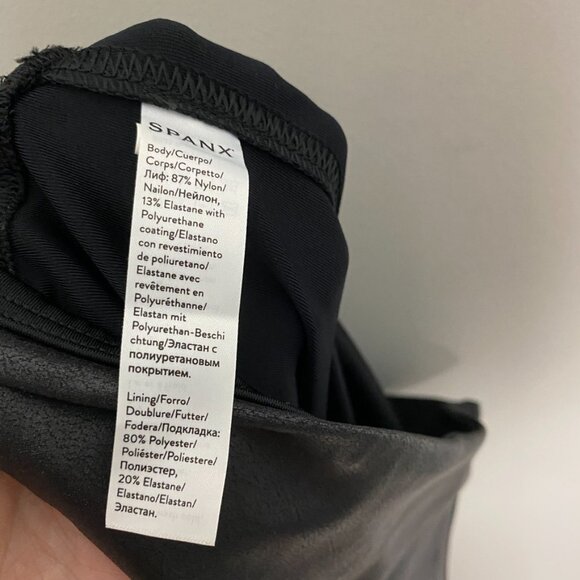 SPANX
Body/Cuerpo/
Corps/Corpetto/
Лиф: 87% Nylon/
Nailon/Нейлон,
13% Elastane with
Polyurethane
coating/Elastano
con revestimiento
de poliuretano/
Elastane avec
revêtement en
Polyuréthanne/
Elastan mit
Polyurethan-Beschi
chtung/Эластан с
полиуретановым
покрытием.
Lining/Forro/
Doublure/Futter/
Fodera/Подкладка:
80% Polyester/
Poliéster/Poliestere/
Полиэстер,
20% Elastane/
Elastano/Elastan/
Эластан.